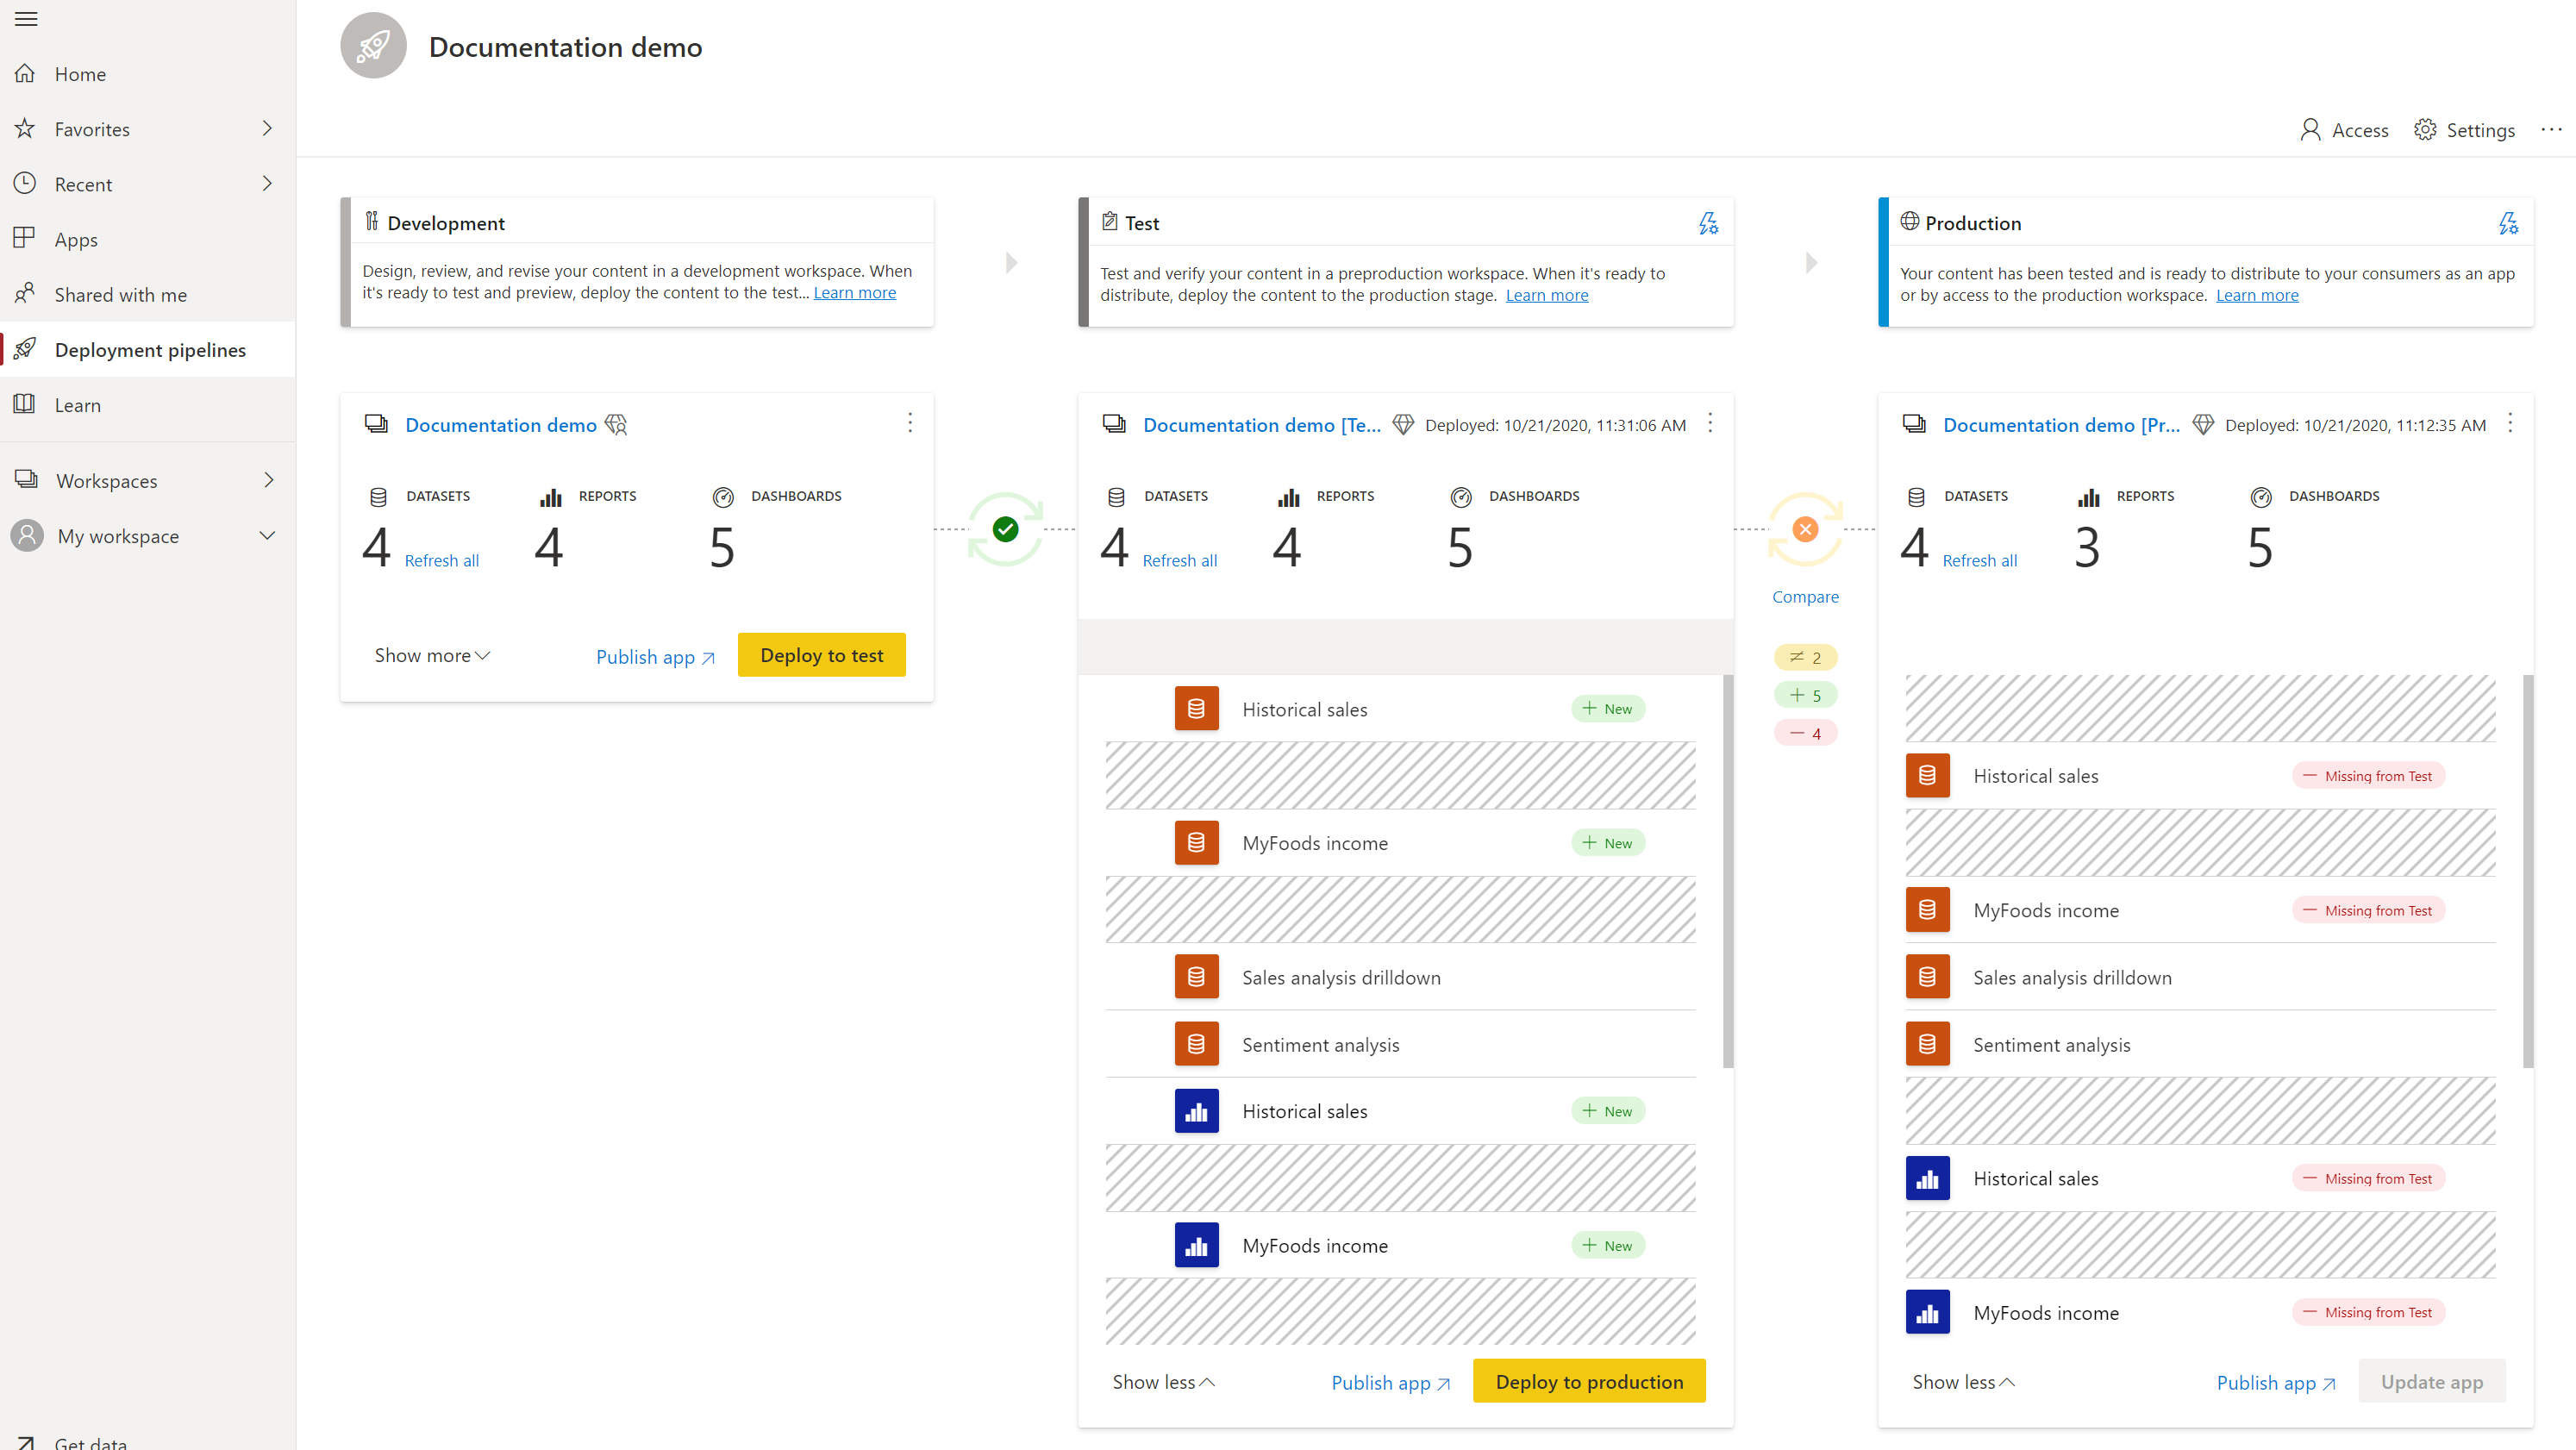 Documentation demo
Home
Favorites
Recent
Apps
Shared with me
Deployment pipelines
Learn
Workspaces
My workspace
Get data
Access
Settings
Development
Design, review, and revise your content in a development workspace. When
it's ready to test and preview, deploy the content to the test... Learn more
Test
Test and verify your content in a preproduction workspace. When it's ready to
distribute, deploy the content to the production stage. Learn more
Production
Your content has been tested and is ready to distribute to your consumers as an app
or by access to the production workspace. Learn more
Documentation demo
DATASETS REPORTS DASHBOARDS
4 Refresh all 4 5
Show more Publish app Deploy to test
Documentation demo [Te... Deployed: 10/21/2020, 11:31:06 AM
DATASETS REPORTS DASHBOARDS
4 Refresh all 4 5
Historical sales + New
MyFoods income + New
Sales analysis drilldown
Sentiment analysis
Historical sales + New
MyFoods income + New
Show less Publish app Deploy to production
Compare
≠ 2
+ 5
− 4
Documentation demo [Pr... Deployed: 10/21/2020, 11:12:35 AM
DATASETS REPORTS DASHBOARDS
4 Refresh all 3 5
Historical sales − Missing from Test
MyFoods income − Missing from Test
Sales analysis drilldown
Sentiment analysis
Historical sales − Missing from Test
MyFoods income − Missing from Test
Show less Publish app Update app